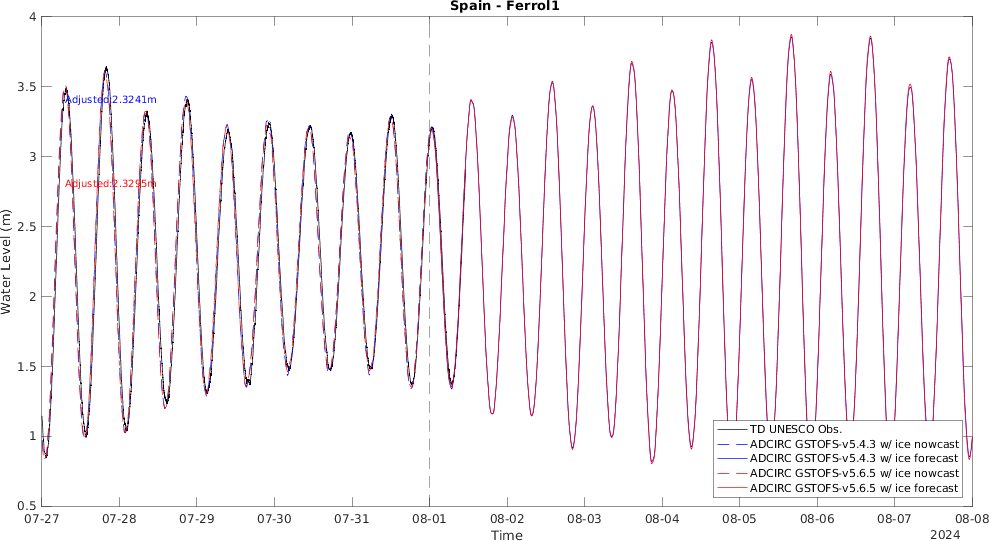 Spain - Ferrol1
4
3.5
3
2.5
2
1.5
1
0.5
Water Level (m)
Adjusted:2.3241m
Adjusted:2.3295m
TD UNESCO Obs.
ADCIRC GSTOFS-v5.4.3 w/ ice nowcast
ADCIRC GSTOFS-v5.4.3 w/ ice forecast
ADCIRC GSTOFS-v5.6.5 w/ ice nowcast
ADCIRC GSTOFS-v5.6.5 w/ ice forecast
07-27 07-28 07-29 07-30 07-31 08-01 08-02 08-03 08-04 08-05 08-06 08-07 08-08
Time
2024